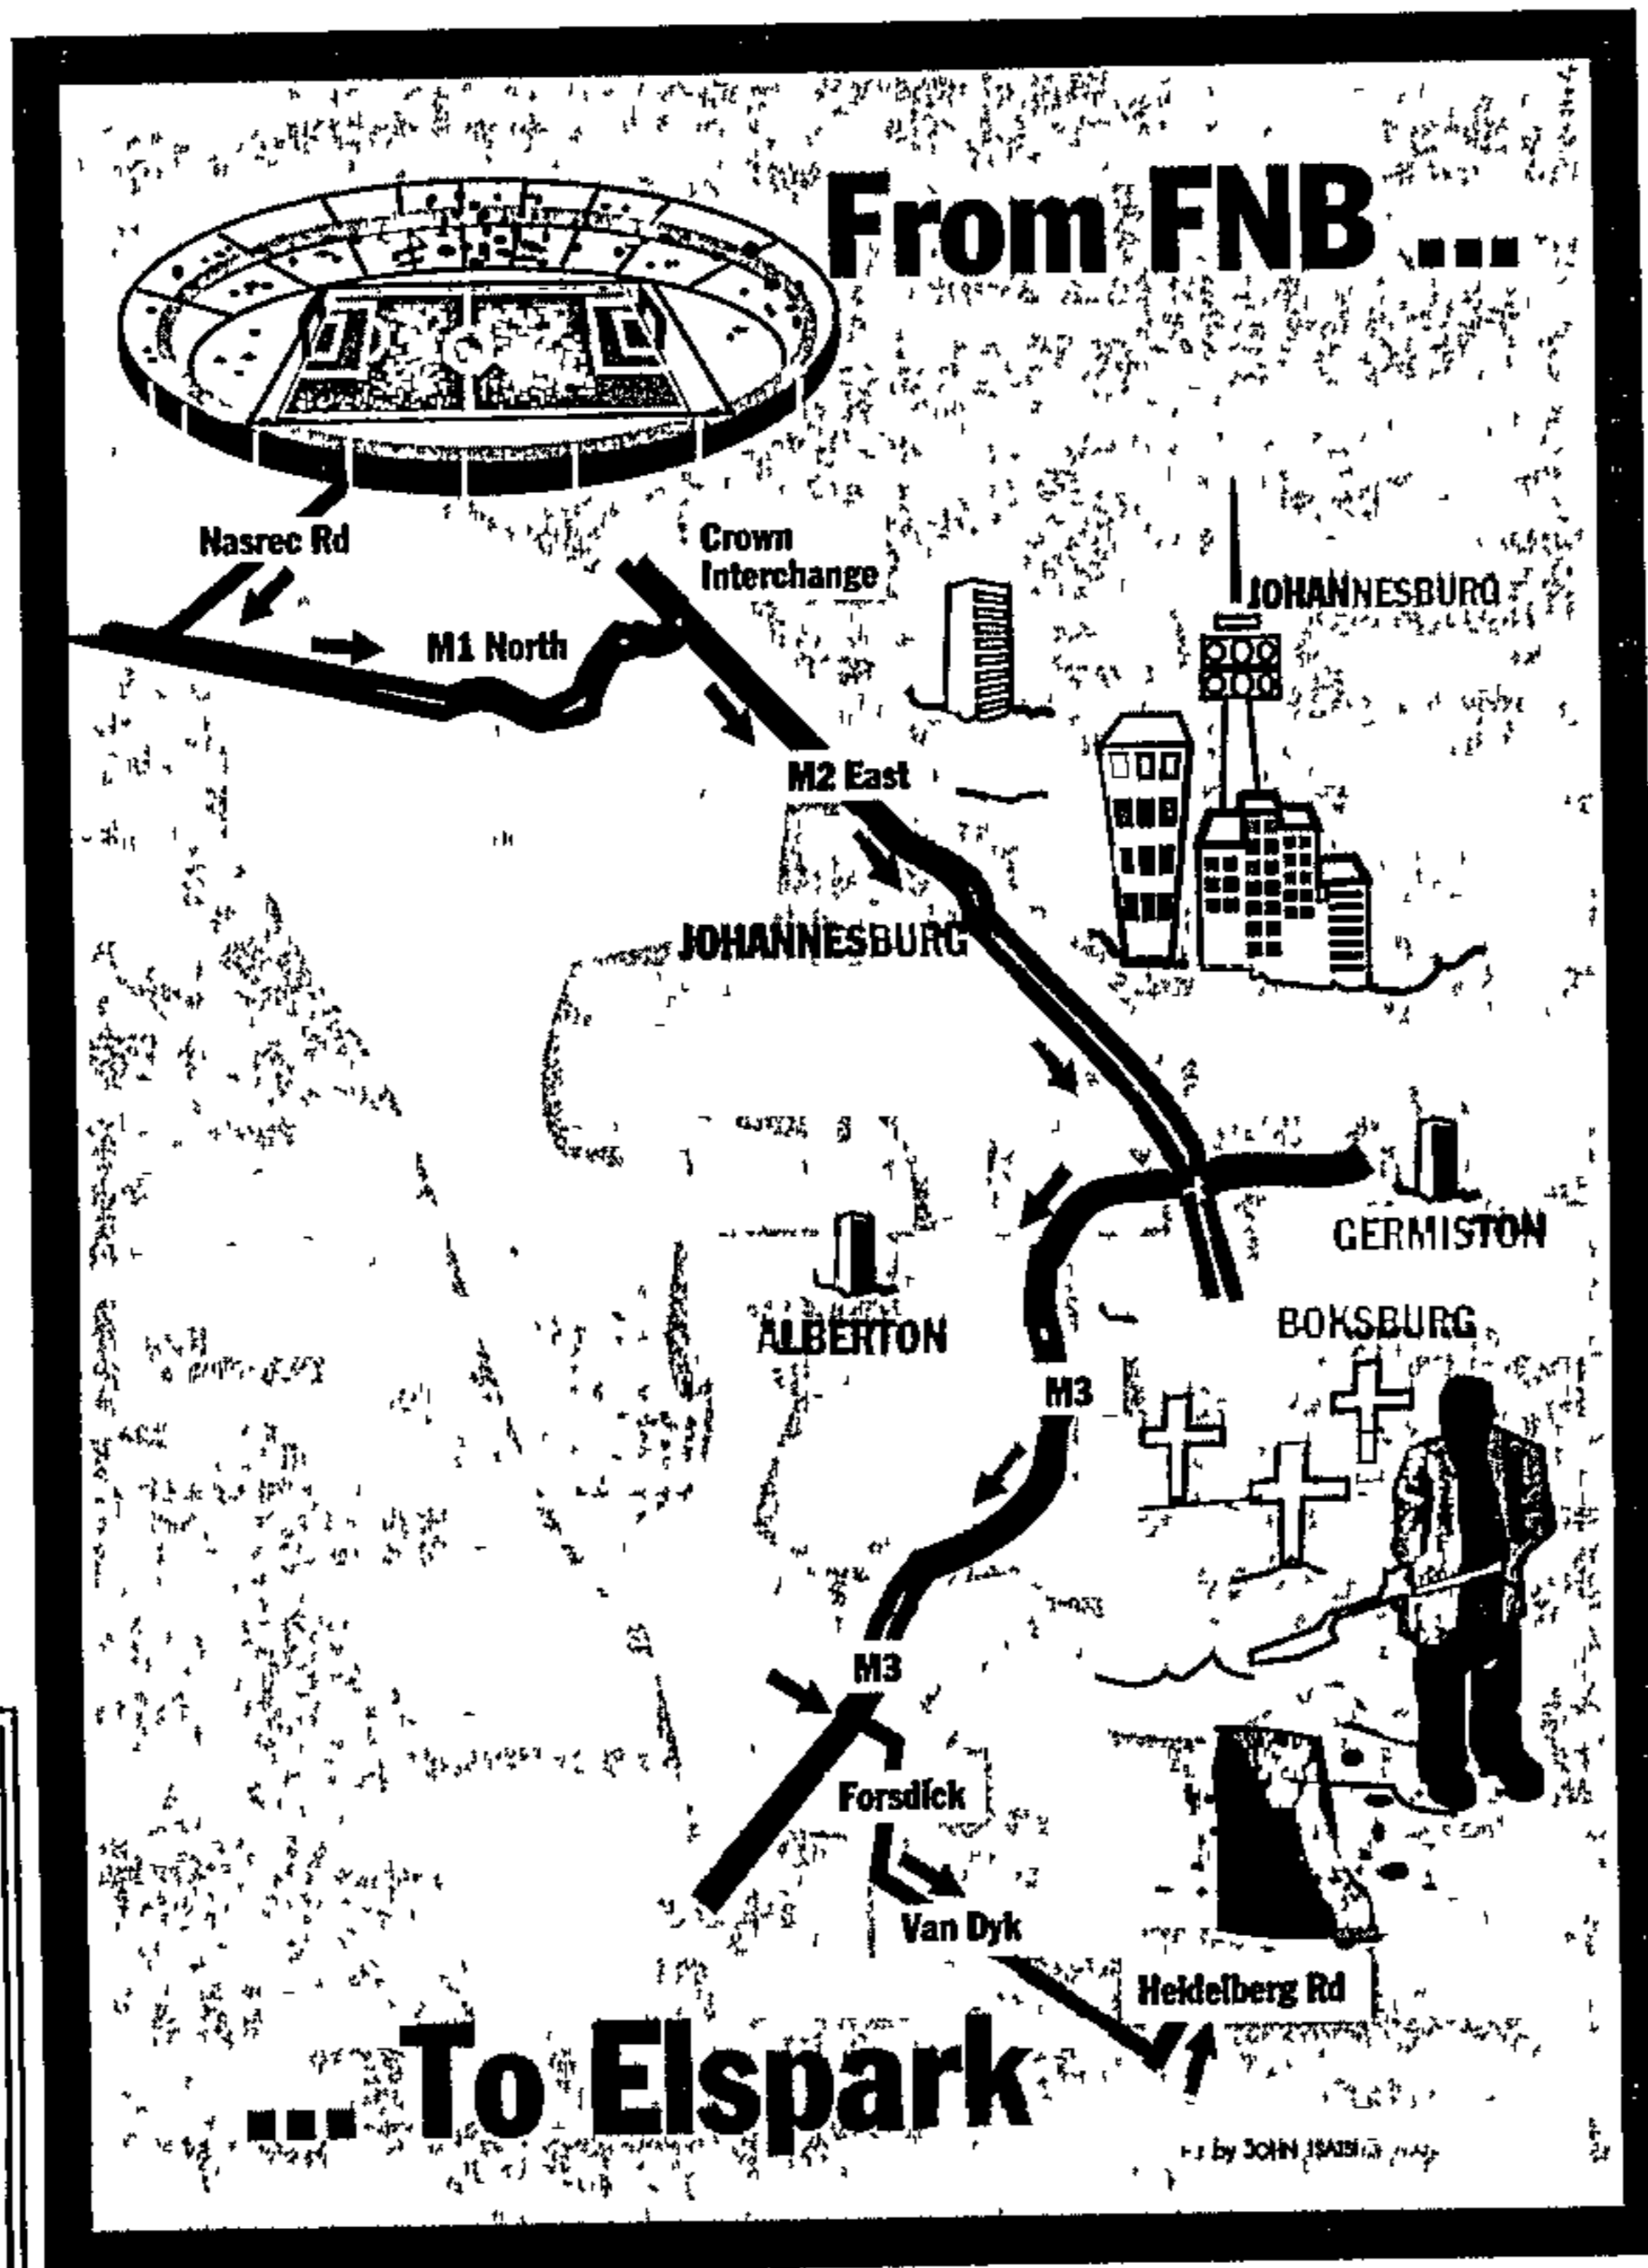 From FNB ...
Nasrec Rd
Crown
Interchange
JOHANNESBURG
M1 North
M2 East
JOHANNESBURG
GERMISTON
BOKSBURG
ALBERTON
M3
M3
Forsdick
Van Dyk
Heidelberg Rd
... To Elspark
by JOHN